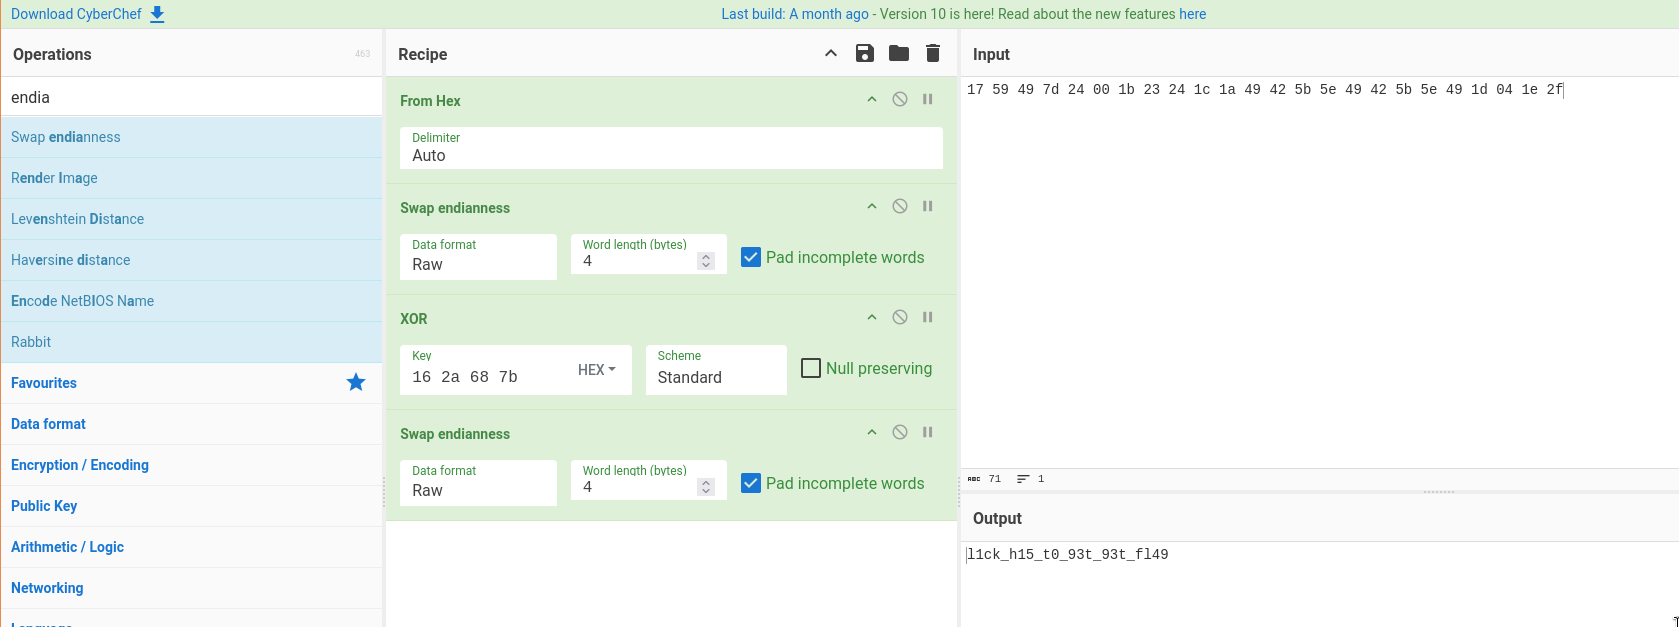 Download CyberChef
Last build: A month ago - Version 10 is here! Read about the new features here
Operations
463
endia
Swap endianness
Render Image
Levenshtein Distance
Haversine distance
Encode NetBIOS Name
Rabbit
Favourites
Data format
Encryption / Encoding
Public Key
Arithmetic / Logic
Networking
Language
Recipe
From Hex
Delimiter
Auto
Swap endianness
Data format
Raw
Word length (bytes)
4
Pad incomplete words
XOR
Key
16 2a 68 7b
HEX
Scheme
Standard
Null preserving
Swap endianness
Data format
Raw
Word length (bytes)
4
Pad incomplete words
Input
17 59 49 7d 24 00 1b 23 24 1c 1a 49 42 5b 5e 49 42 5b 5e 49 1d 04 1e 2f
ABC 71
1
Output
l1ck_h15_t0_93t_93t_fl49